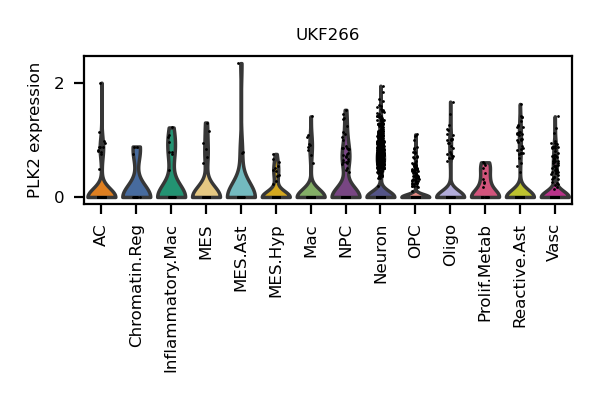 UKF266
PLK2 expression
2
0
AC
Chromatin.Reg
Inflammatory.Mac
MES
MES.Ast
MES.Hyp
Mac
NPC
Neuron
OPC
Oligo
Prolif.Metab
Reactive.Ast
Vasc